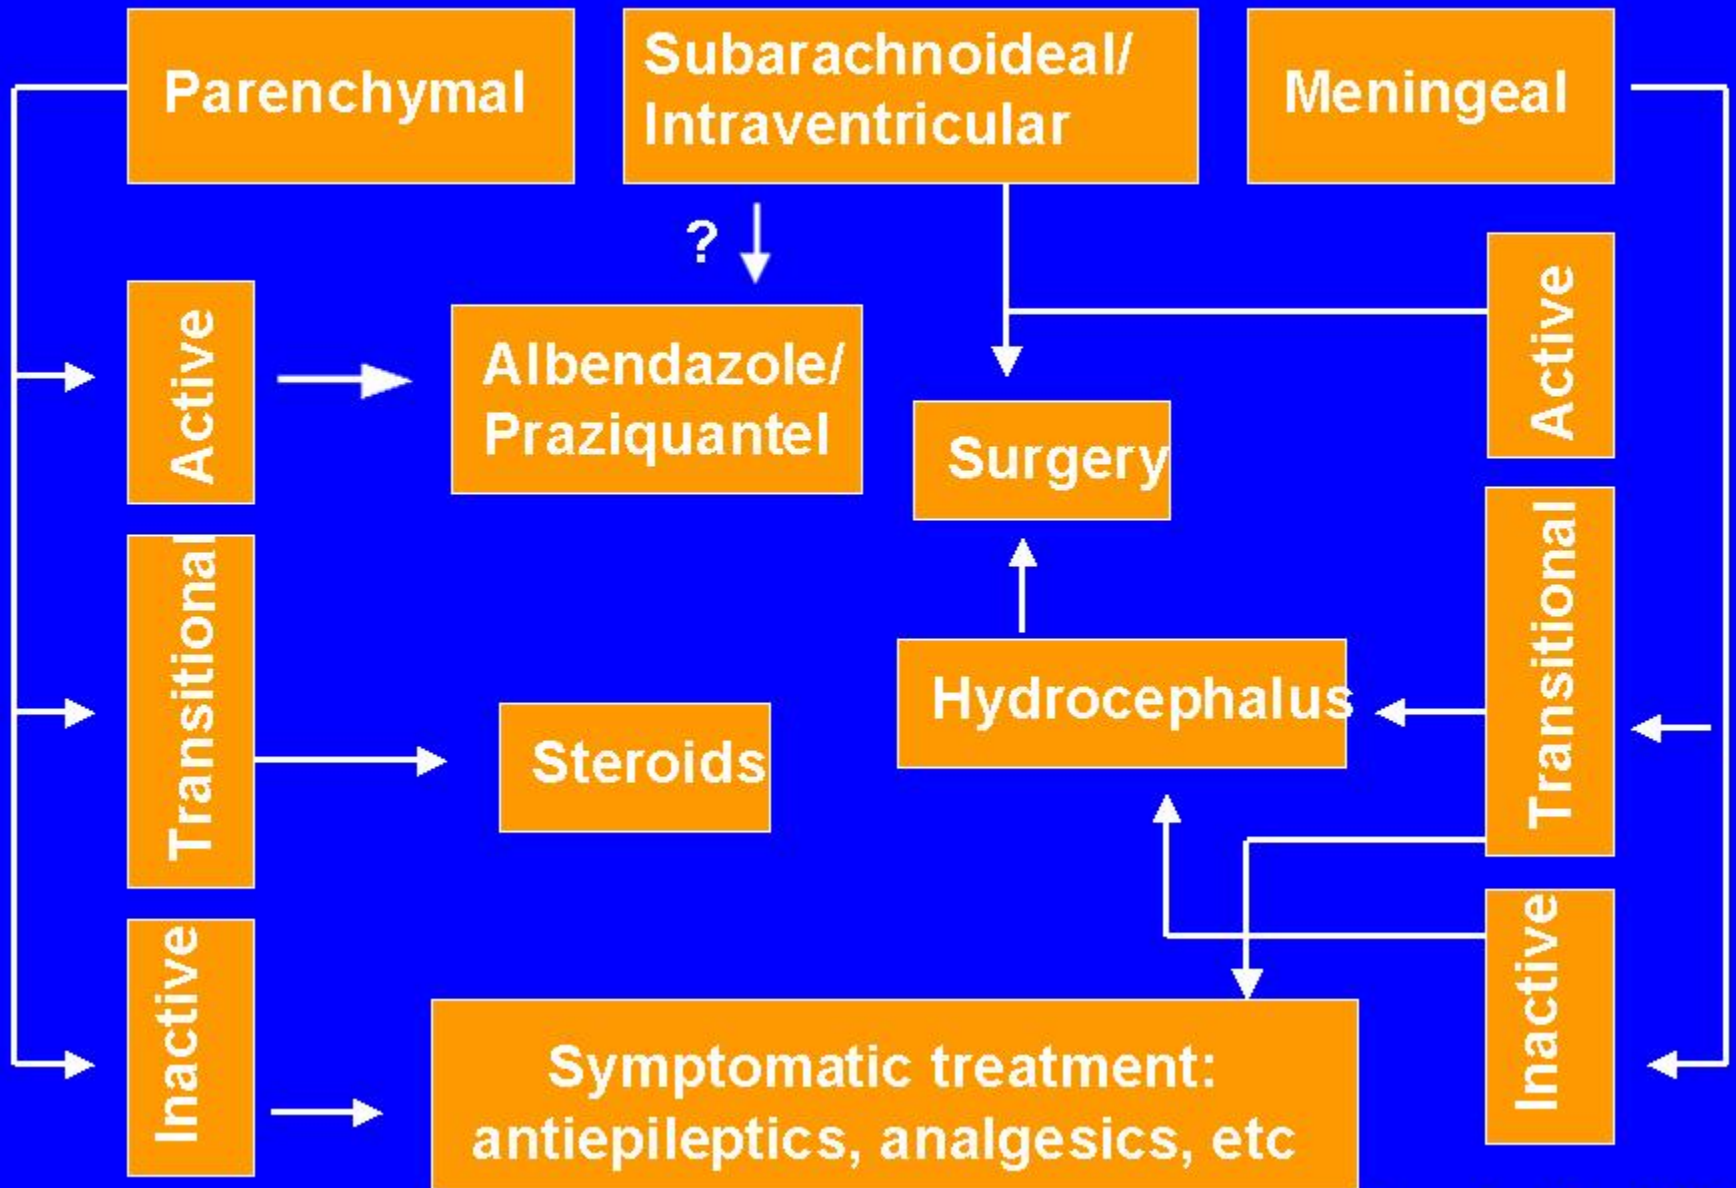 Parenchymal
Subarachnoideal/
Intraventricular
Meningeal
?
Active
Albendazole/
Praziquantel
Surgery
Active
Transitional
Steroids
Hydrocephalus
Transitional
Inactive
Symptomatic treatment:
antiepileptics, analgesics, etc
Inactive